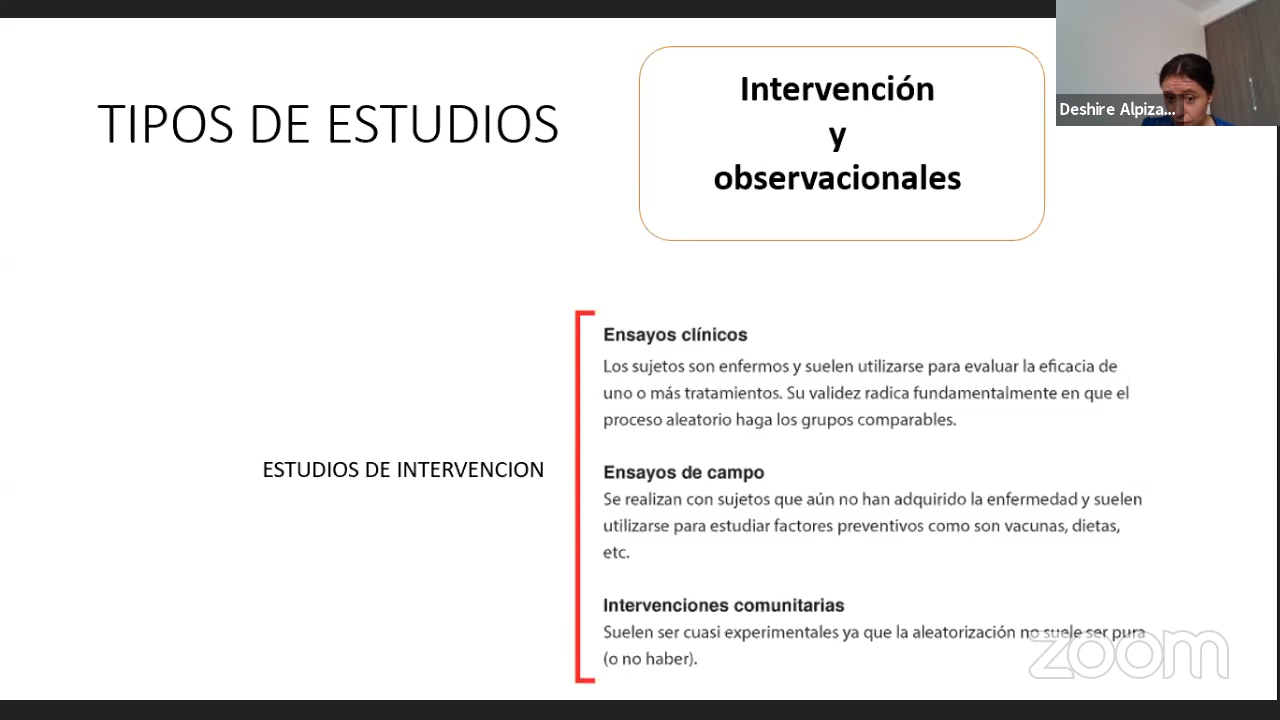 TIPOS DE ESTUDIOS
Intervención
y
observacionales
Deshire Alpiza...
Ensayos clínicos
Los sujetos son enfermos y suelen utilizarse para evaluar la eficacia de
uno o más tratamientos. Su validez radica fundamentalmente en que el
proceso aleatorio haga los grupos comparables.
ESTUDIOS DE INTERVENCION
Ensayos de campo
Se realizan con sujetos que aún no han adquirido la enfermedad y suelen
utilizarse para estudiar factores preventivos como son vacunas, dietas,
etc.
Intervenciones comunitarias
Suelen ser cuasi experimentales ya que la aleatorización no suele ser pura
(o no haber).
zoom